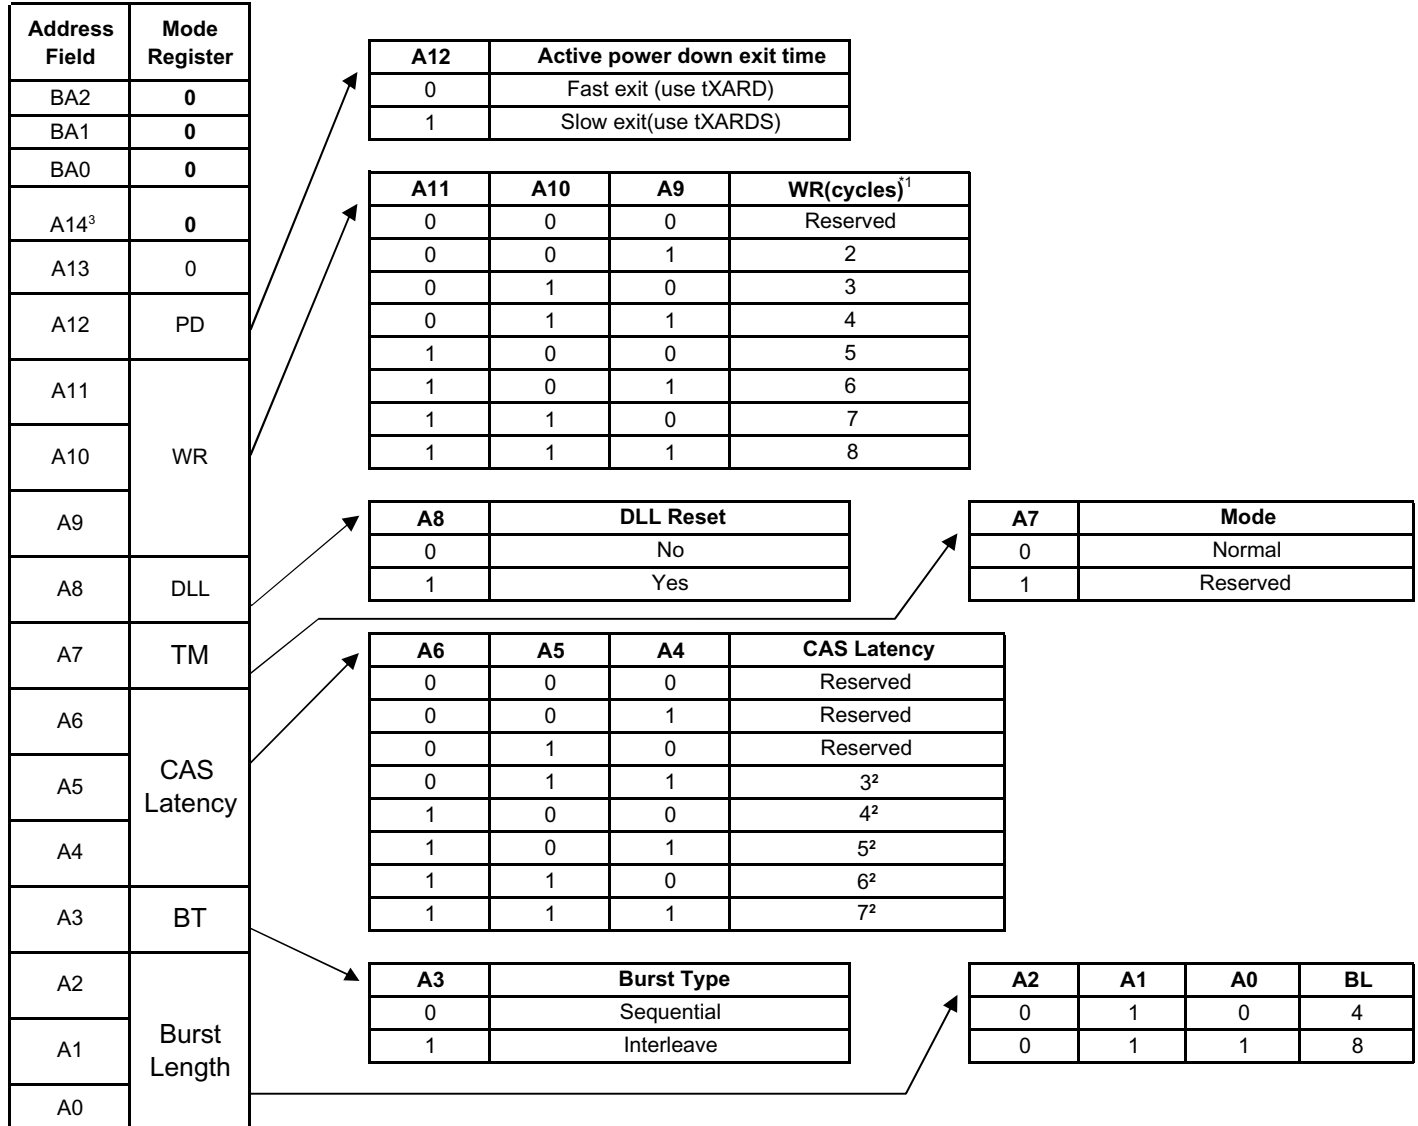 Address Field Mode Register
BA2 0
BA1 0
BA0 0
A14³ 0
A13 0
A12 PD
A11
A10 WR
A9
A8 DLL
A7 TM
A6
A5 CAS Latency
A4
A3 BT
A2
A1 Burst Length
A0
A12 Active power down exit time
0 Fast exit (use tXARD)
1 Slow exit(use tXARDS)
A11 A10 A9 WR(cycles)*1
0 0 0 Reserved
0 0 1 2
0 1 0 3
0 1 1 4
1 0 0 5
1 0 1 6
1 1 0 7
1 1 1 8
A8 DLL Reset
0 No
1 Yes
A7 Mode
0 Normal
1 Reserved
A6 A5 A4 CAS Latency
0 0 0 Reserved
0 0 1 Reserved
0 1 0 Reserved
0 1 1 3²
1 0 0 4²
1 0 1 5²
1 1 0 6²
1 1 1 7²
A3 Burst Type
0 Sequential
1 Interleave
A2 A1 A0 BL
0 1 0 4
0 1 1 8